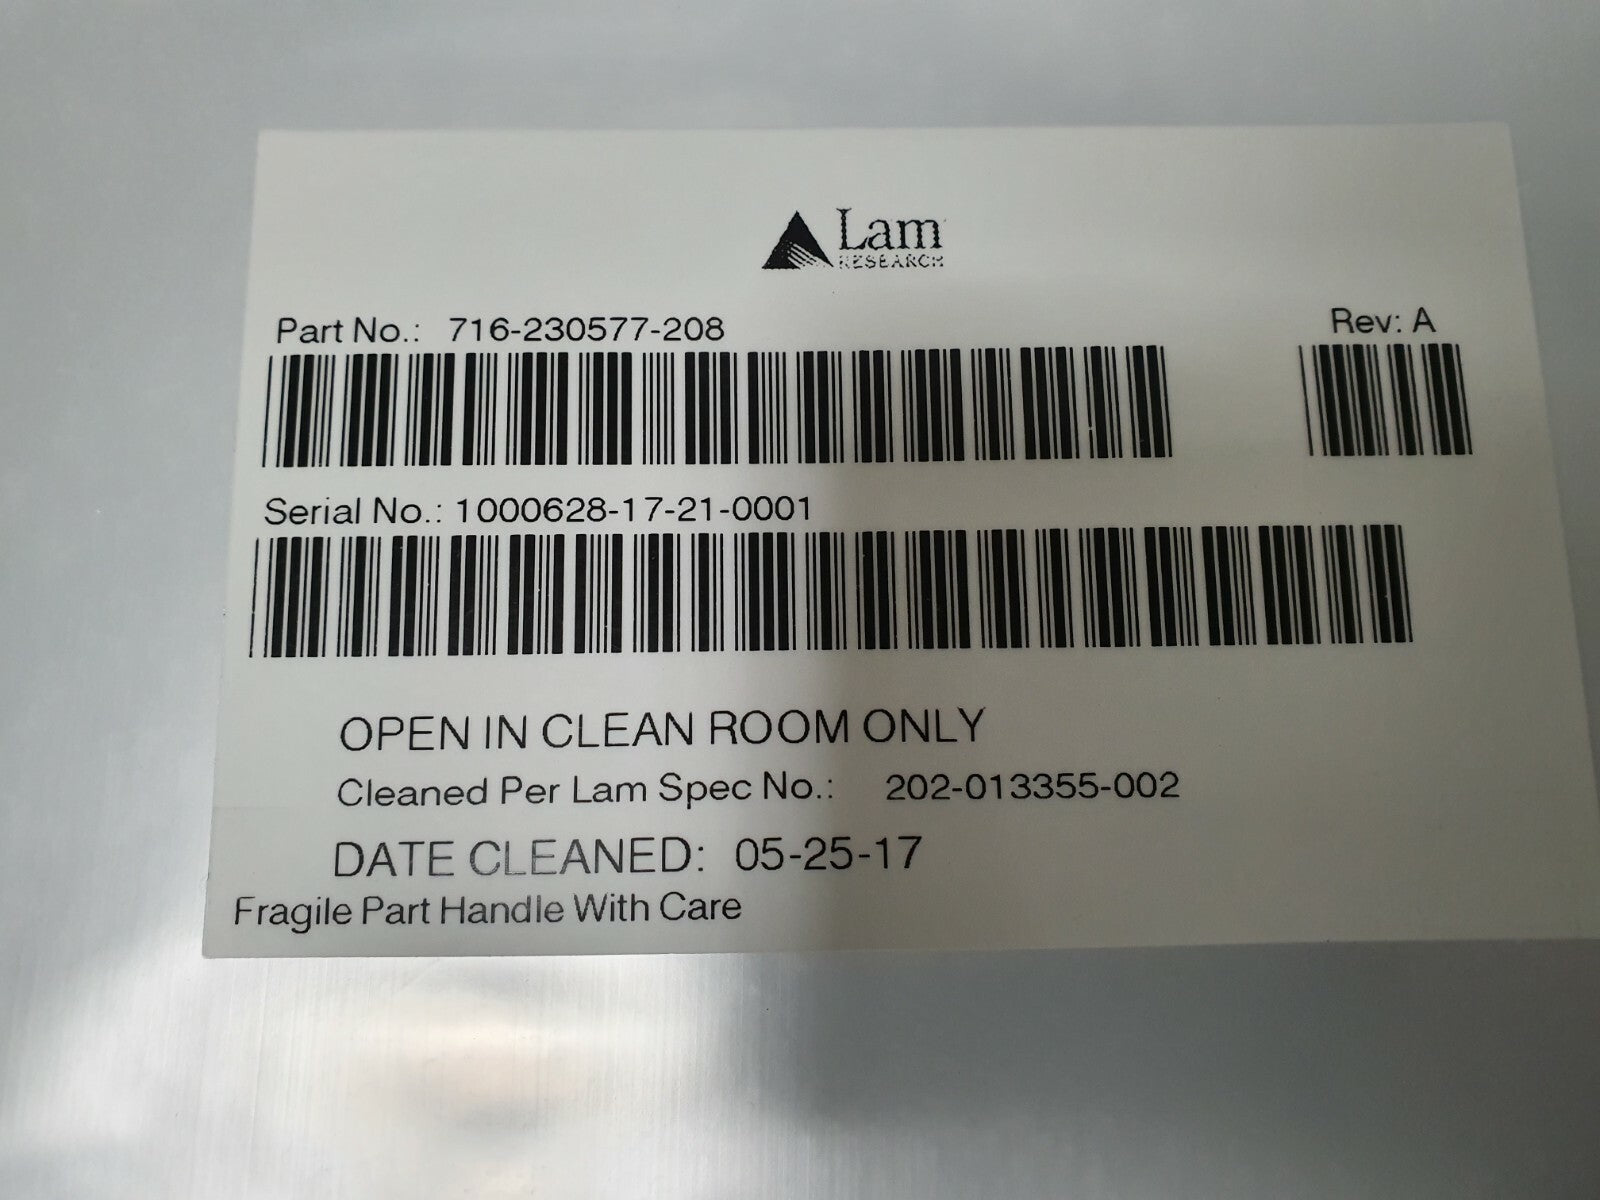 Lam
RESEARCH
Part No.: 716-230577-208
Rev: A
Serial No.: 1000628-17-21-0001
OPEN IN CLEAN ROOM ONLY
Cleaned Per Lam Spec No.: 202-013355-002
DATE CLEANED: 05-25-17
Fragile Part Handle With Care